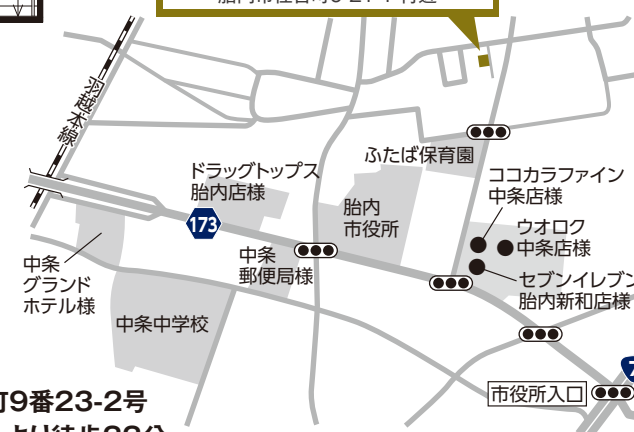 羽越本線
ふたば保育園
ドラッグトップス
胎内店様
ココカラファイン
中条店様
胎内
市役所
173
ウオロク
中条店様
中条
グランド
ホテル様
中条
郵便局様
セブンイレブン
胎内新和店様
中条中学校
市役所入口
7
町9番23-2号